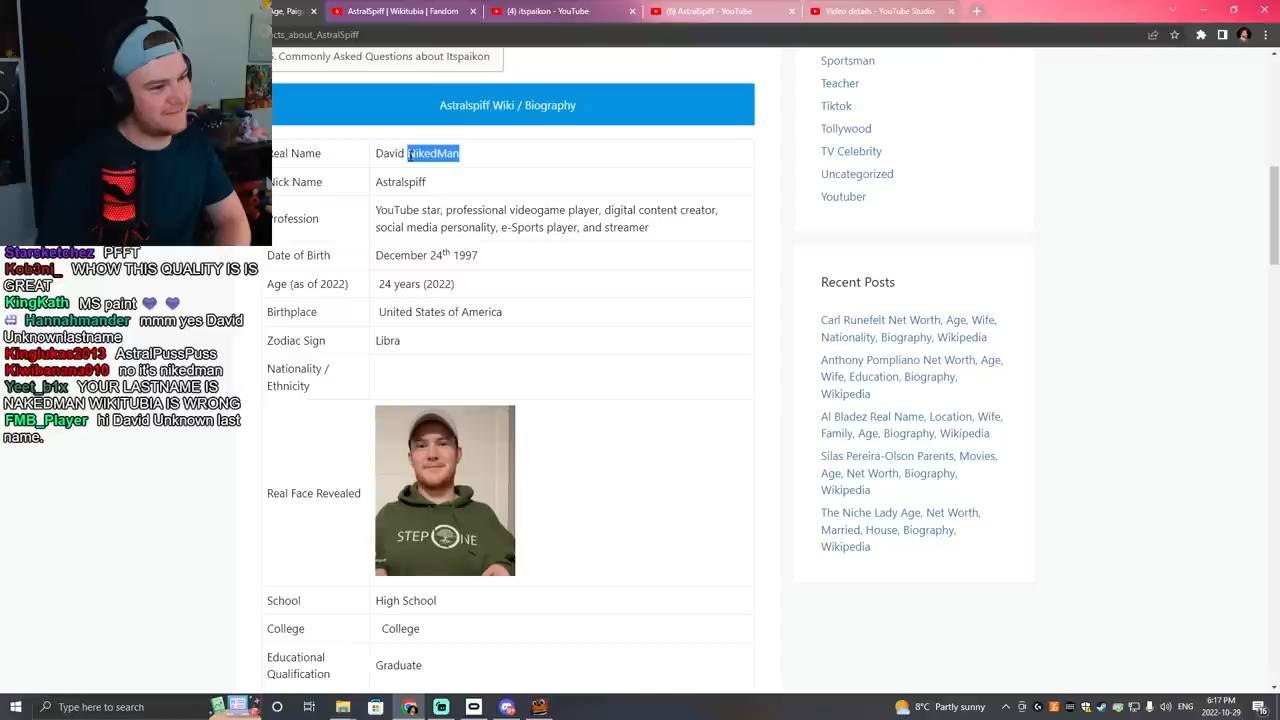 itaikon, Paig
AstralSpiff | Wikitubia | Fandom
(4) itspaikon - YouTube
(6) AstralSpiff - YouTube
Video details - YouTube Studio
cts_about_AstralSpiff
. Commonly Asked Questions about Itspaikon
Astralspiff Wiki / Biography
Real Name
David NikedMan
Nick Name
Astralspiff
Profession
YouTube star, professional videogame player, digital content creator,
social media personality, e-Sports player, and streamer
Date of Birth
December 24th 1997
Age (as of 2022)
24 years (2022)
Birthplace
United States of America
Zodiac Sign
Libra
Nationality /
Ethnicity
Real Face Revealed
STEP ONE
School
High School
College
College
Educational
Qualification
Graduate
Sportsman
Teacher
Tiktok
Tollywood
TV Celebrity
Uncategorized
Youtuber
Recent Posts
Carl Runefelt Net Worth, Age, Wife,
Nationality, Biography, Wikipedia
Anthony Pompliano Net Worth, Age,
Wife, Education, Biography,
Wikipedia
Al Bladez Real Name, Location, Wife,
Family, Age, Biography, Wikipedia
Silas Pereira-Olson Parents, Movies,
Age, Net Worth, Biography,
Wikipedia
The Niche Lady Age, Net Worth,
Married, House, Biography,
Wikipedia
Starsketchez PFFT
Kob3ni_ WHOW THIS QUALITY IS IS
GREAT
KingKath MS paint
Hannahmander mmm yes David
Unknownlastname
Kinglukas2013 AstralPussPuss
Kiwibanana010 no it's nikedman
Yeet_b1x YOUR LASTNAME IS
NAKEDMAN WIKITUBIA IS WRONG
FMB_Player hi David Unknown last
name.
Type here to search
8°C Partly sunny
6:17 PM
2022-10-29
16